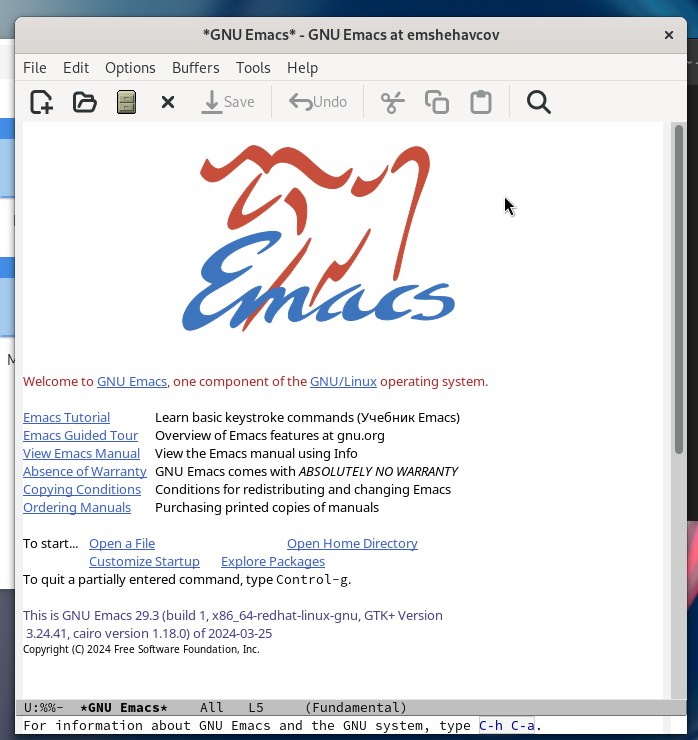 *GNU Emacs* - GNU Emacs at emshehavcov
File Edit Options Buffers Tools Help
Save Undo
Emacs
Welcome to GNU Emacs, one component of the GNU/Linux operating system.
Emacs Tutorial Learn basic keystroke commands (Учебник Emacs)
Emacs Guided Tour Overview of Emacs features at gnu.org
View Emacs Manual View the Emacs manual using Info
Absence of Warranty GNU Emacs comes with ABSOLUTELY NO WARRANTY
Copying Conditions Conditions for redistributing and changing Emacs
Ordering Manuals Purchasing printed copies of manuals
To start... Open a File Open Home Directory
Customize Startup Explore Packages
To quit a partially entered command, type Control-g.
This is GNU Emacs 29.3 (build 1, x86_64-redhat-linux-gnu, GTK+ Version
3.24.41, cairo version 1.18.0) of 2024-03-25
Copyright (C) 2024 Free Software Foundation, Inc.
U:%%- *GNU Emacs* All L5 (Fundamental)
For information about GNU Emacs and the GNU system, type C-h C-a.